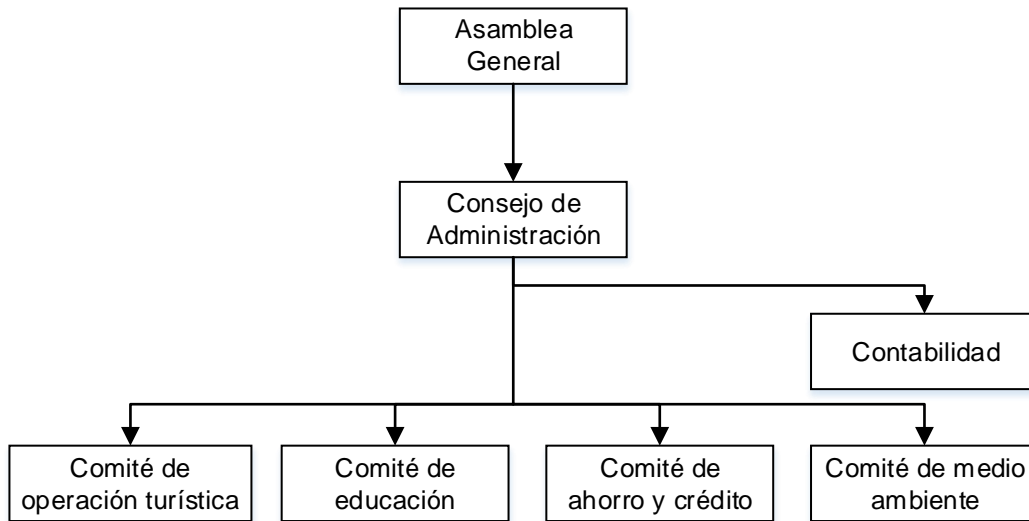 Asamblea
General
Consejo de
Administración
Contabilidad
Comité de
operación turística
Comité de
educación
Comité de
ahorro y crédito
Comité de medio
ambiente